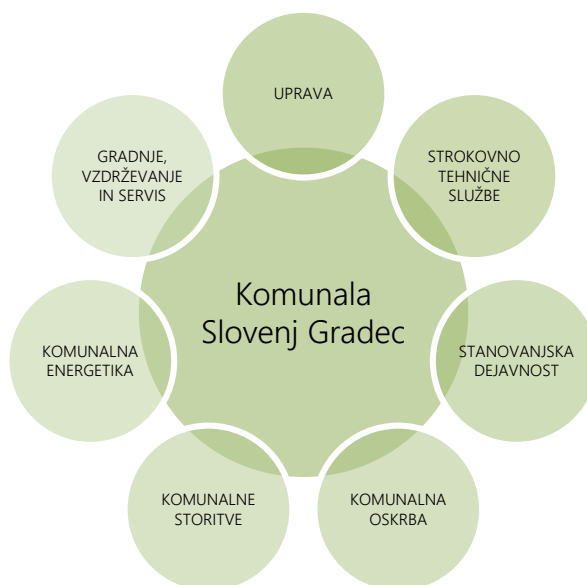 UPRAVA
STROKOVNO
TEHNIČNE
SLUŽBE
STANOVANJSKA
DEJAVNOST
KOMUNALNA
OSKRBA
KOMUNALNE
STORITVE
KOMUNALNA
ENERGETIKA
GRADNJE,
VZDRŽEVANJE
IN SERVIS
Komunala
Slovenj Gradec